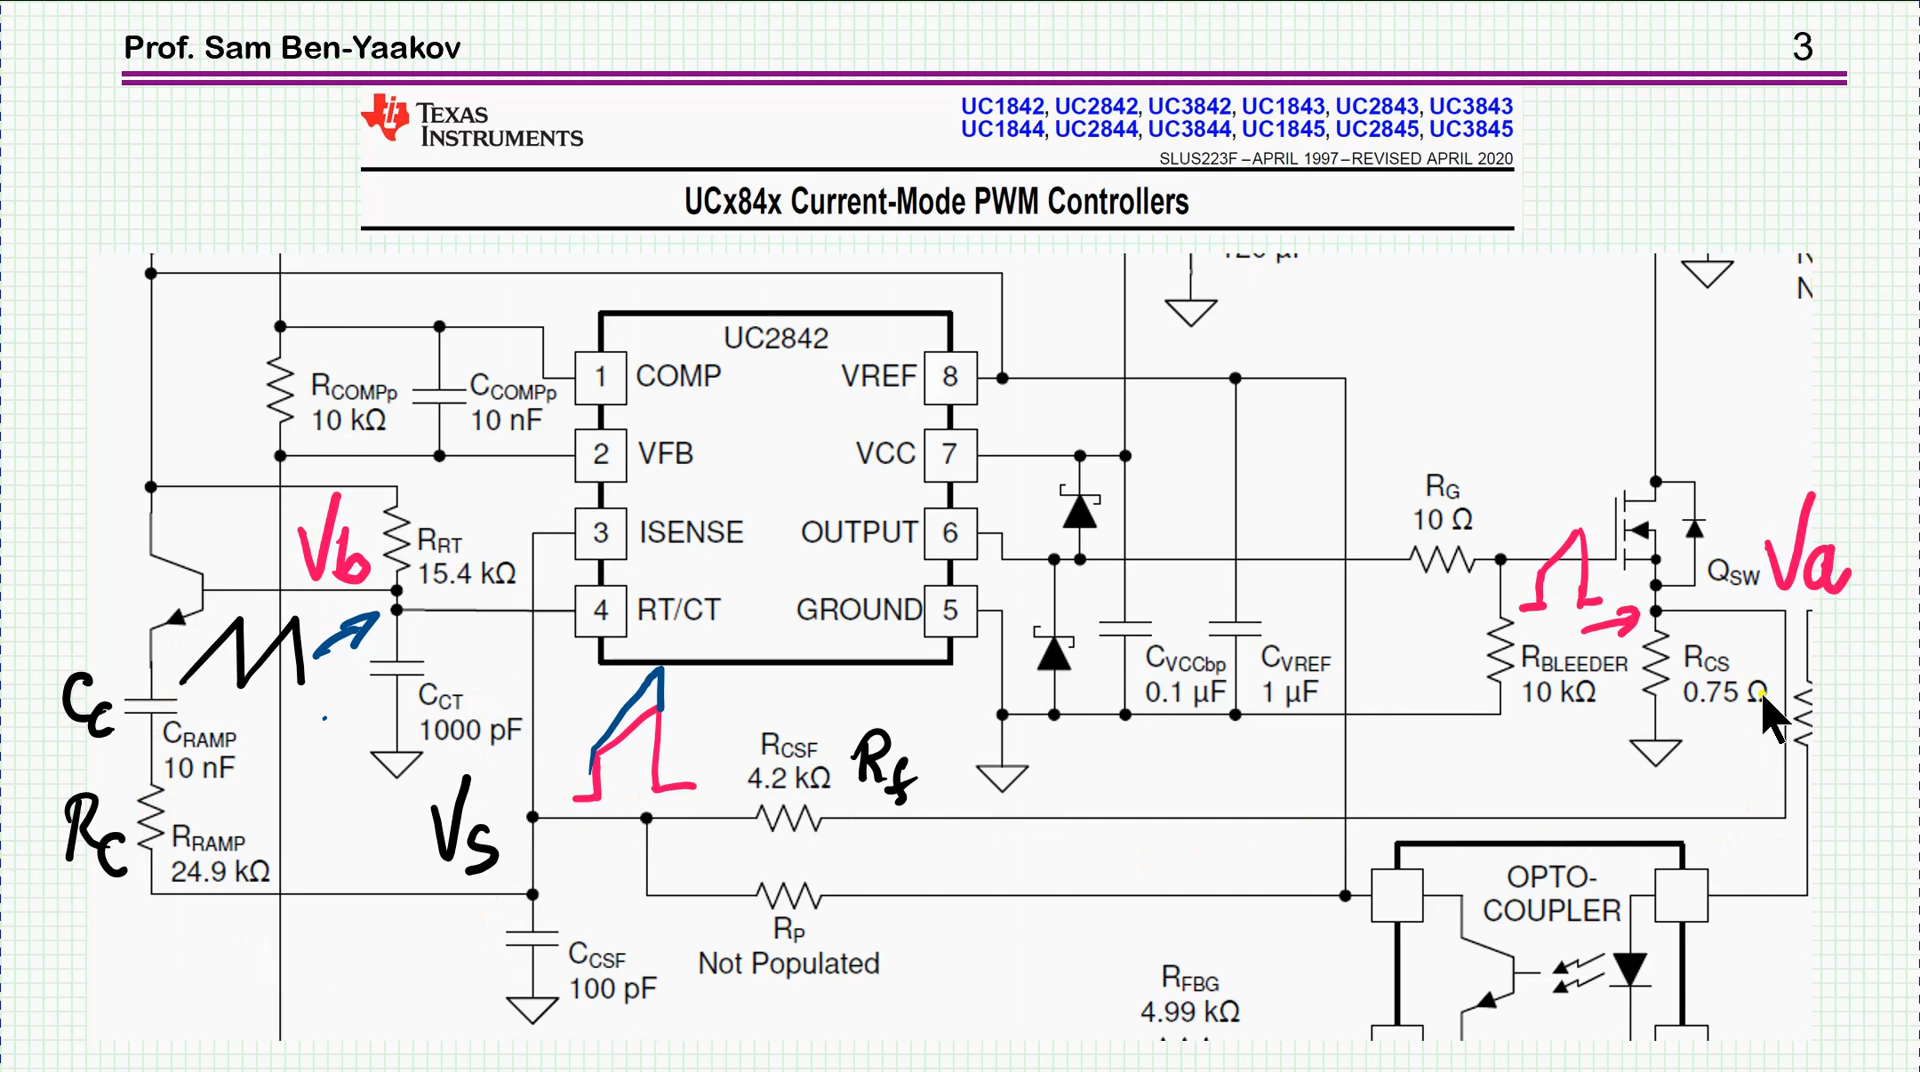 Prof. Sam Ben-Yaakov
3
TEXAS
INSTRUMENTS
UC1842, UC2842, UC3842, UC1843, UC2843, UC3843
UC1844, UC2844, UC3844, UC1845, UC2845, UC3845
SLUS223F – APRIL 1997 – REVISED APRIL 2020
UCx84x Current-Mode PWM Controllers
UC2842
1 COMP
2 VFB
3 ISENSE
4 RT/CT
VREF 8
VCC 7
OUTPUT 6
GROUND 5
RCOMPp
10 kΩ
CCOMPp
10 nF
Vb
RRT
15.4 kΩ
RG
10 Ω
QSW
Va
CCT
1000 pF
CVCCbp
0.1 µF
CVREF
1 µF
RBLEEDER
10 kΩ
RCS
0.75 Ω
Cc
CRAMP
10 nF
Rc
RRAMP
24.9 kΩ
Vs
RCSF
4.2 kΩ
Rf
RP
Not Populated
CCSF
100 pF
OPTO-
COUPLER
RFBG
4.99 kΩ